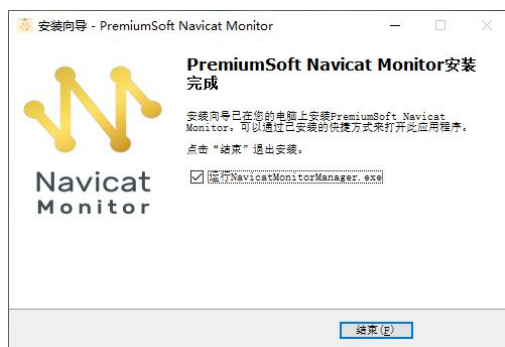 安装向导 - PremiumSoft Navicat Monitor
PremiumSoft Navicat Monitor安装
完成
安装向导已在您的电脑上安装PremiumSoft Navicat
Monitor。可以通过已安装的快捷方式来打开此应用程序。
点击“结束”退出安装。
运行NavicatMonitorManager.exe
Navicat
Monitor
结束(F)